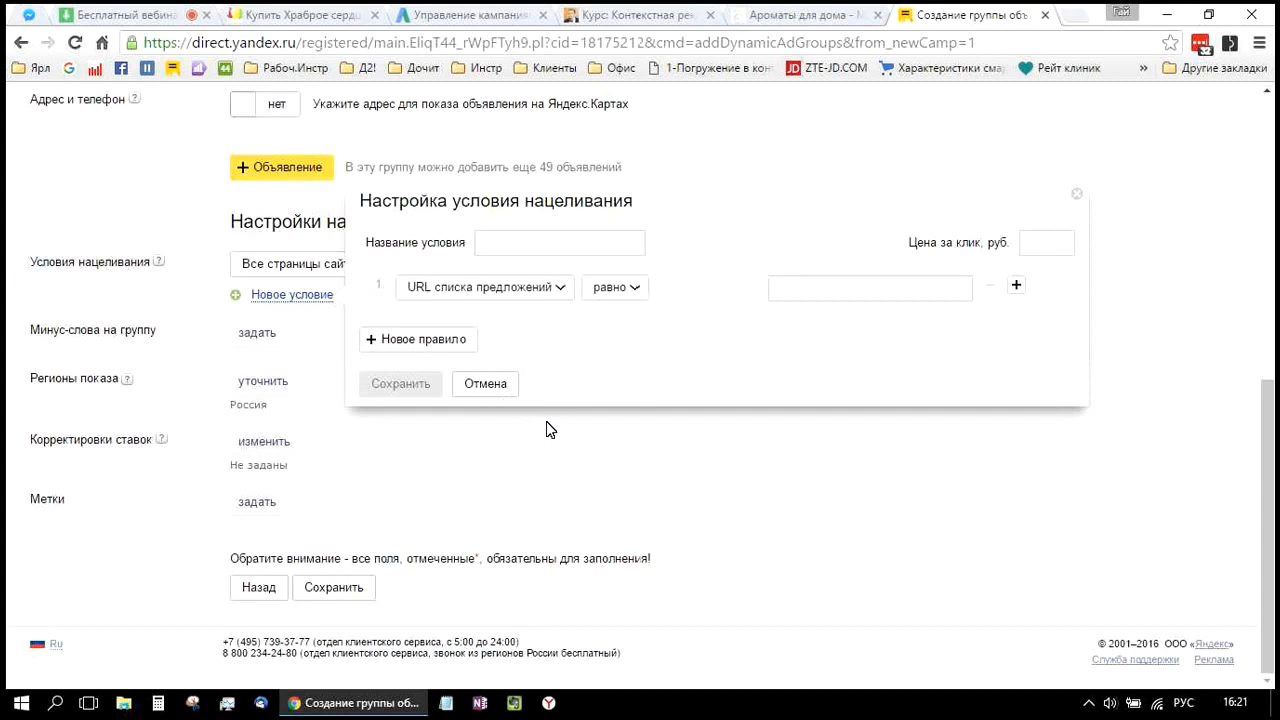 Бесплатный вебина
Купить Храброе сердц
Управление кампания
Курс: Контекстная рек
Ароматы для дома - М
Создание группы объ
Гай
https://direct.yandex.ru/registered/main.EliqT44_rWpTlyh9.pl?cid=18175212&cmd=addDynamicAdGroups&from_newCamp=1
Ярл
Рабоч.Инстр
Д2!
Дочит
Инстр
Клиенты
Офис
1-Погружение в конт
JD ZTE-JD.COM
Характеристики сма
Рейт клиник
»
Другие закладки
Адрес и телефон ?
нет
Укажите адрес для показа объявления на Яндекс.Картах
+ Объявление
В эту группу можно добавить еще 49 объявлений
Настройки на
Настройка условия нацеливания
Название условия
Цена за клик, руб.
Условия нацеливания ?
Все страницы сайт
1
URL списка предложений
равно
+
Новое условие
Минус-слова на группу
задать
+ Новое правило
Регионы показа ?
уточнить
Россия
Сохранить
Отмена
Корректировки ставок ?
изменить
Не заданы
Метки
задать
Обратите внимание - все поля, отмеченные*, обязательны для заполнения!
Назад
Сохранить
Ru
+7 (495) 739-37-77 (отдел клиентского сервиса, с 5:00 до 24:00)
8 800 234-24-80 (отдел клиентского сервиса, звонок из регионов России бесплатный)
© 2001–2016 ООО «Яндекс»
Служба поддержки
Реклама
Создание группы об...
РУС
16:21